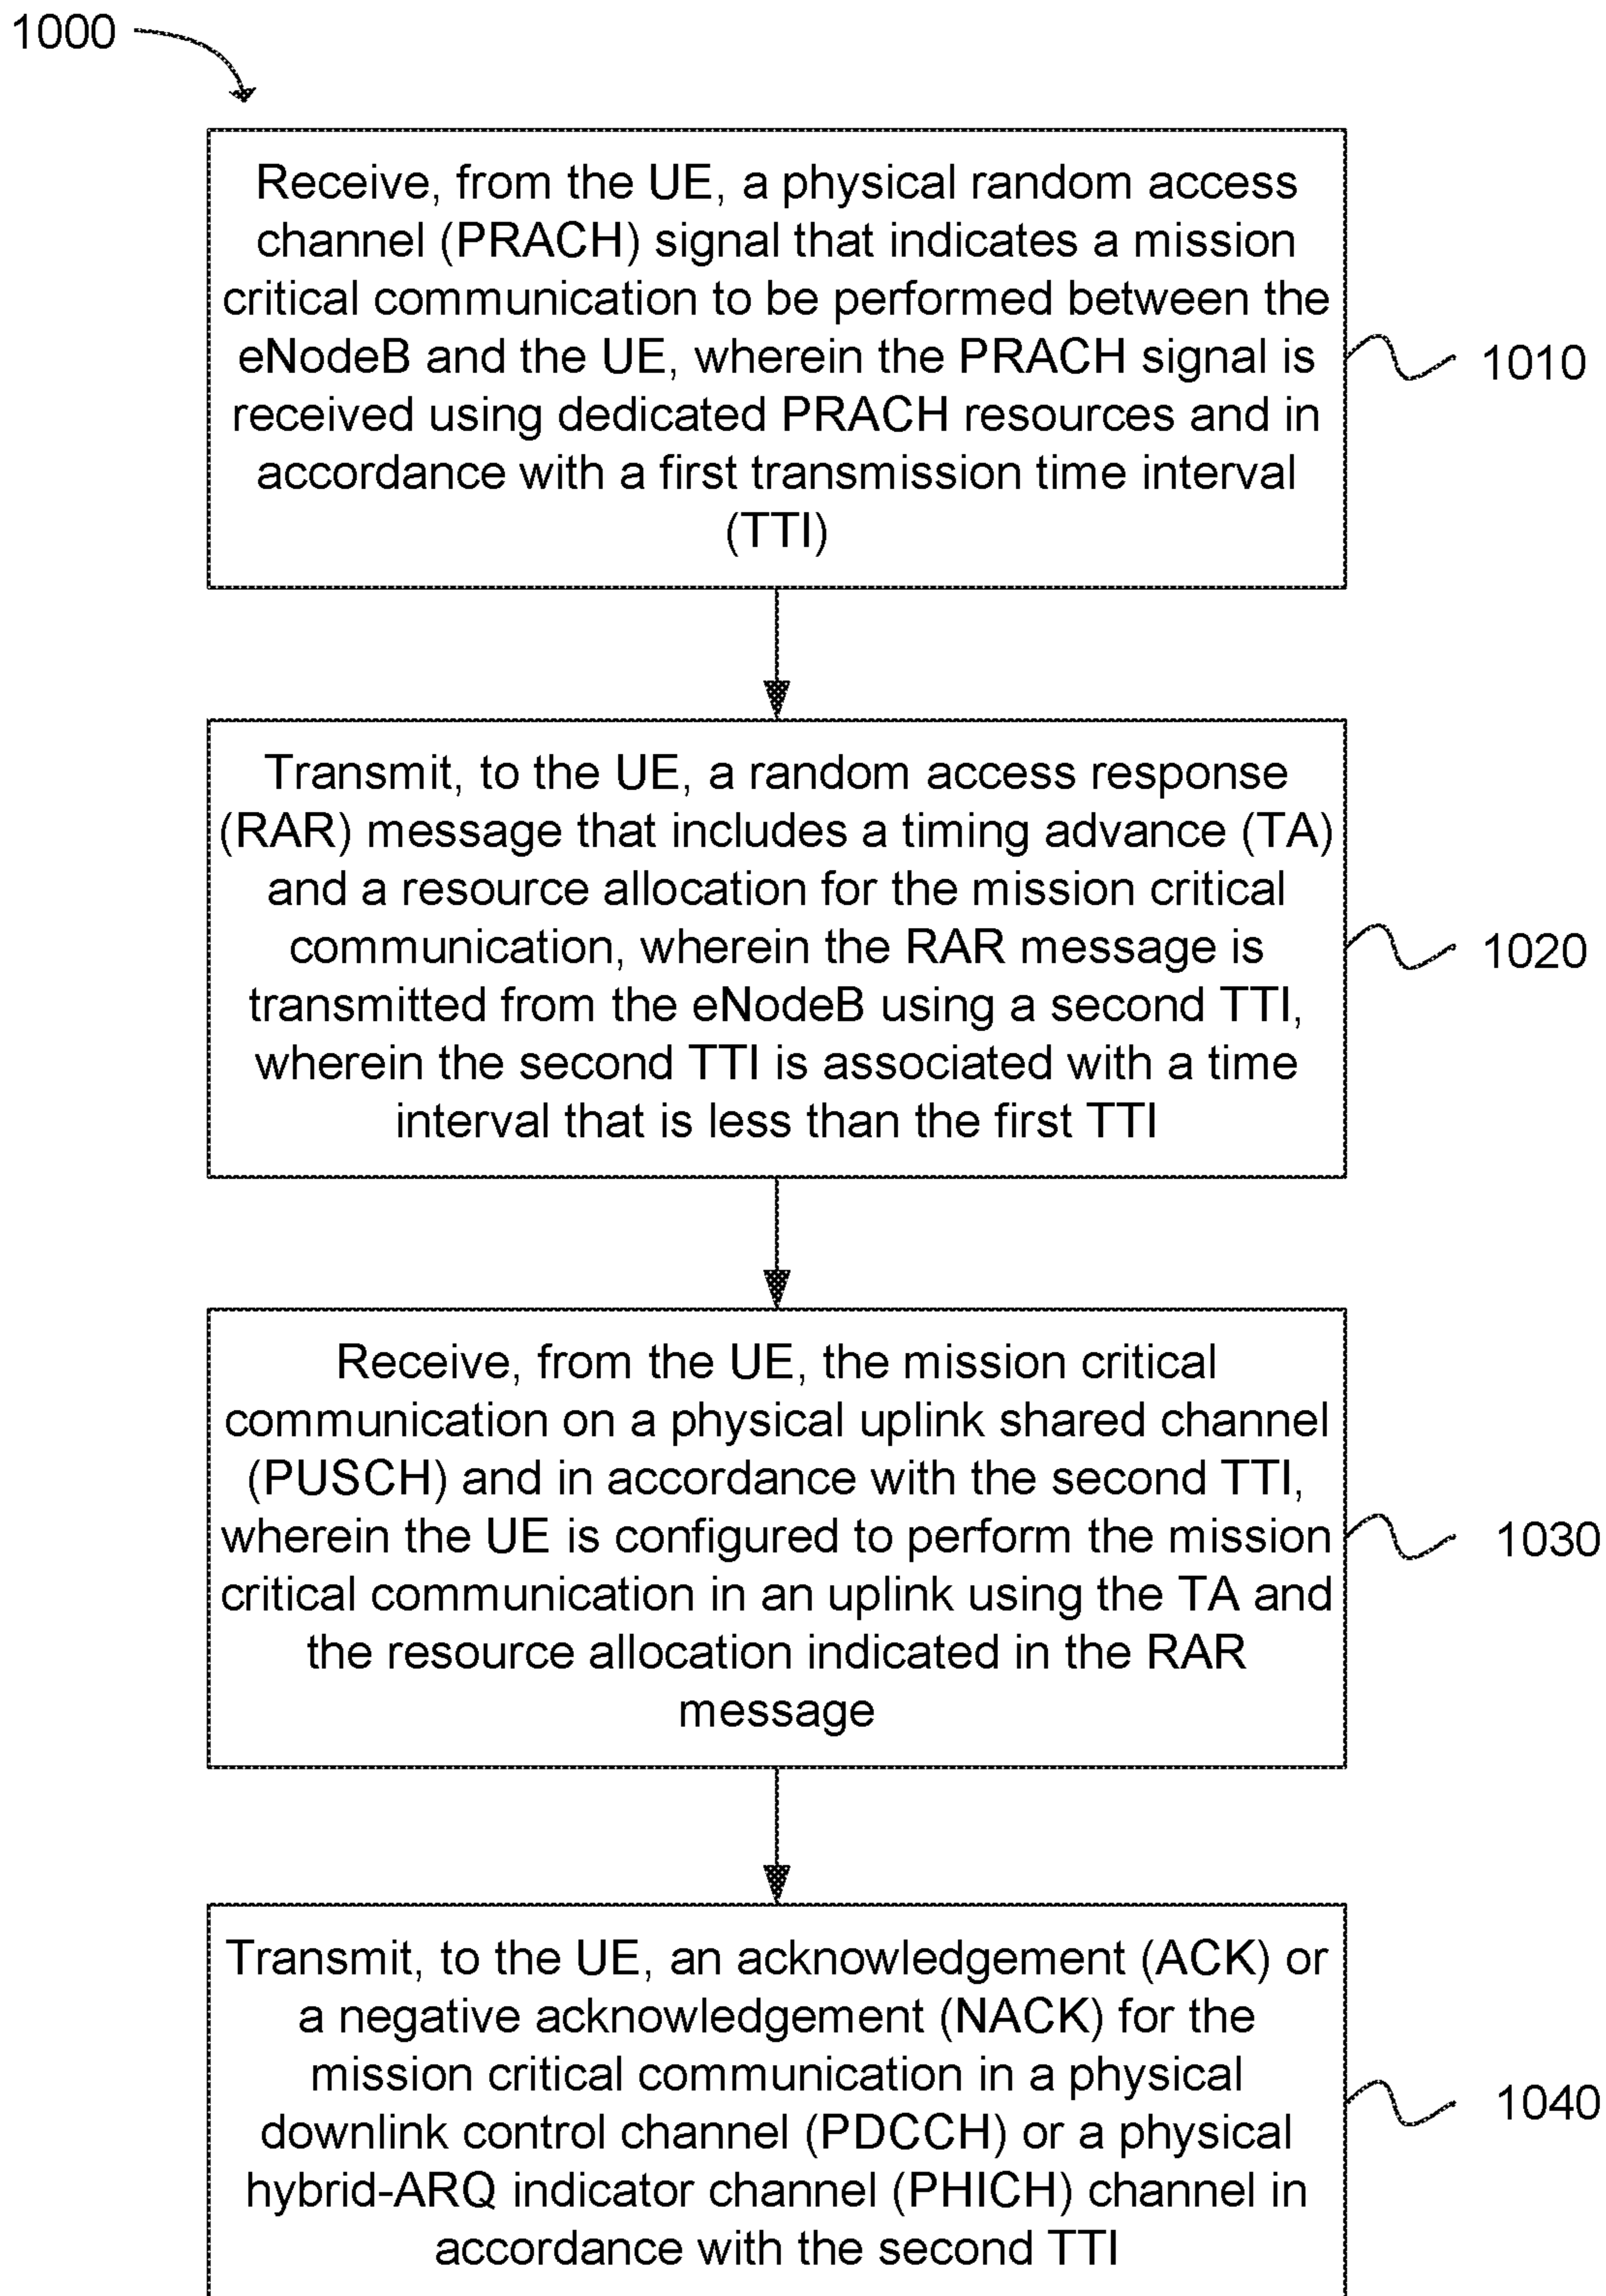 1000
Receive, from the UE, a physical random access
channel (PRACH) signal that indicates a mission
critical communication to be performed between the
eNodeB and the UE, wherein the PRACH signal is
received using dedicated PRACH resources and in
accordance with a first transmission time interval
(TTI)
1010
Transmit, to the UE, a random access response
(RAR) message that includes a timing advance (TA)
and a resource allocation for the mission critical
communication, wherein the RAR message is
transmitted from the eNodeB using a second TTI,
wherein the second TTI is associated with a time
interval that is less than the first TTI
1020
Receive, from the UE, the mission critical
communication on a physical uplink shared channel
(PUSCH) and in accordance with the second TTI,
wherein the UE is configured to perform the mission
critical communication in an uplink using the TA and
the resource allocation indicated in the RAR
message
1030
Transmit, to the UE, an acknowledgement (ACK) or
a negative acknowledgement (NACK) for the
mission critical communication in a physical
downlink control channel (PDCCH) or a physical
hybrid-ARQ indicator channel (PHICH) channel in
accordance with the second TTI
1040